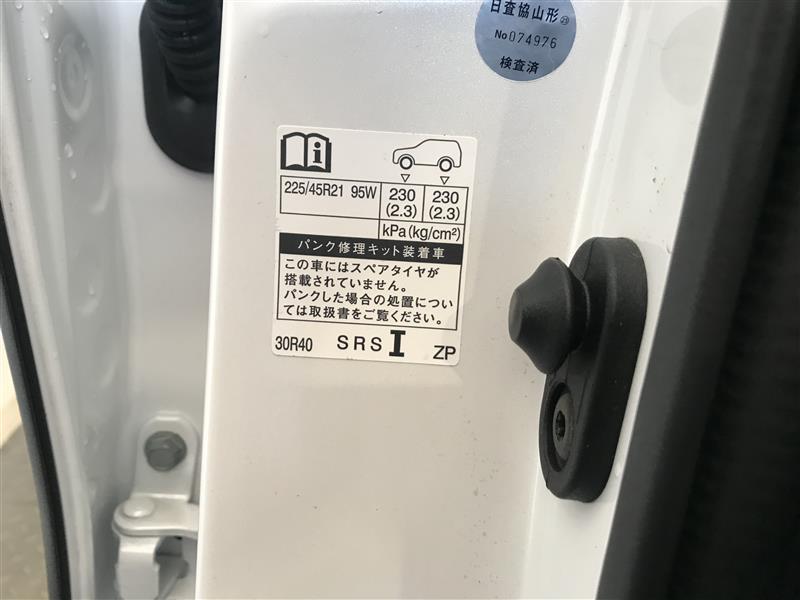 日査協山形 ㉓
No074976
検査済
225/45R21 95W 230 230
(2.3) (2.3)
kPa(kg/cm²)
パンク修理キット装着車
この車にはスペアタイヤが
搭載されていません。
パンクした場合の処置につい
ては取扱書をご覧ください。
30R40 SRS I ZP